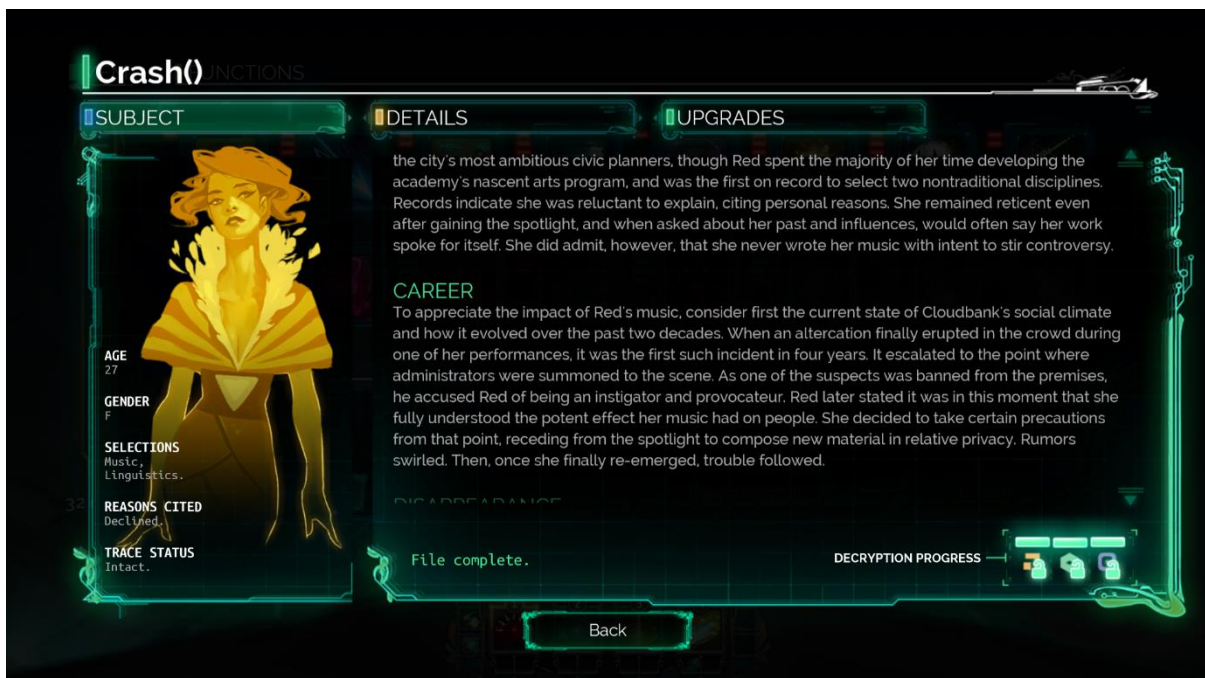 Crash()
UNCTIONS
SUBJECT
DETAILS
UPGRADES
the city's most ambitious civic planners, though Red spent the majority of her time developing the
academy's nascent arts program, and was the first on record to select two nontraditional disciplines.
Records indicate she was reluctant to explain, citing personal reasons. She remained reticent even
after gaining the spotlight, and when asked about her past and influences, would often say her work
spoke for itself. She did admit, however, that she never wrote her music with intent to stir controversy.
CAREER
To appreciate the impact of Red's music, consider first the current state of Cloudbank's social climate
and how it evolved over the past two decades. When an altercation finally erupted in the crowd during
one of her performances, it was the first such incident in four years. It escalated to the point where
administrators were summoned to the scene. As one of the suspects was banned from the premises,
he accused Red of being an instigator and provocateur. Red later stated it was in this moment that she
fully understood the potent effect her music had on people. She decided to take certain precautions
from that point, receding from the spotlight to compose new material in relative privacy. Rumors
swirled. Then, once she finally re-emerged, trouble followed.
DISAPPEARANCE
AGE
27
GENDER
F
SELECTIONS
Music,
Linguistics.
32
REASONS CITED
Declined.
TRACE STATUS
Intact.
File complete.
DECRYPTION PROGRESS
Back